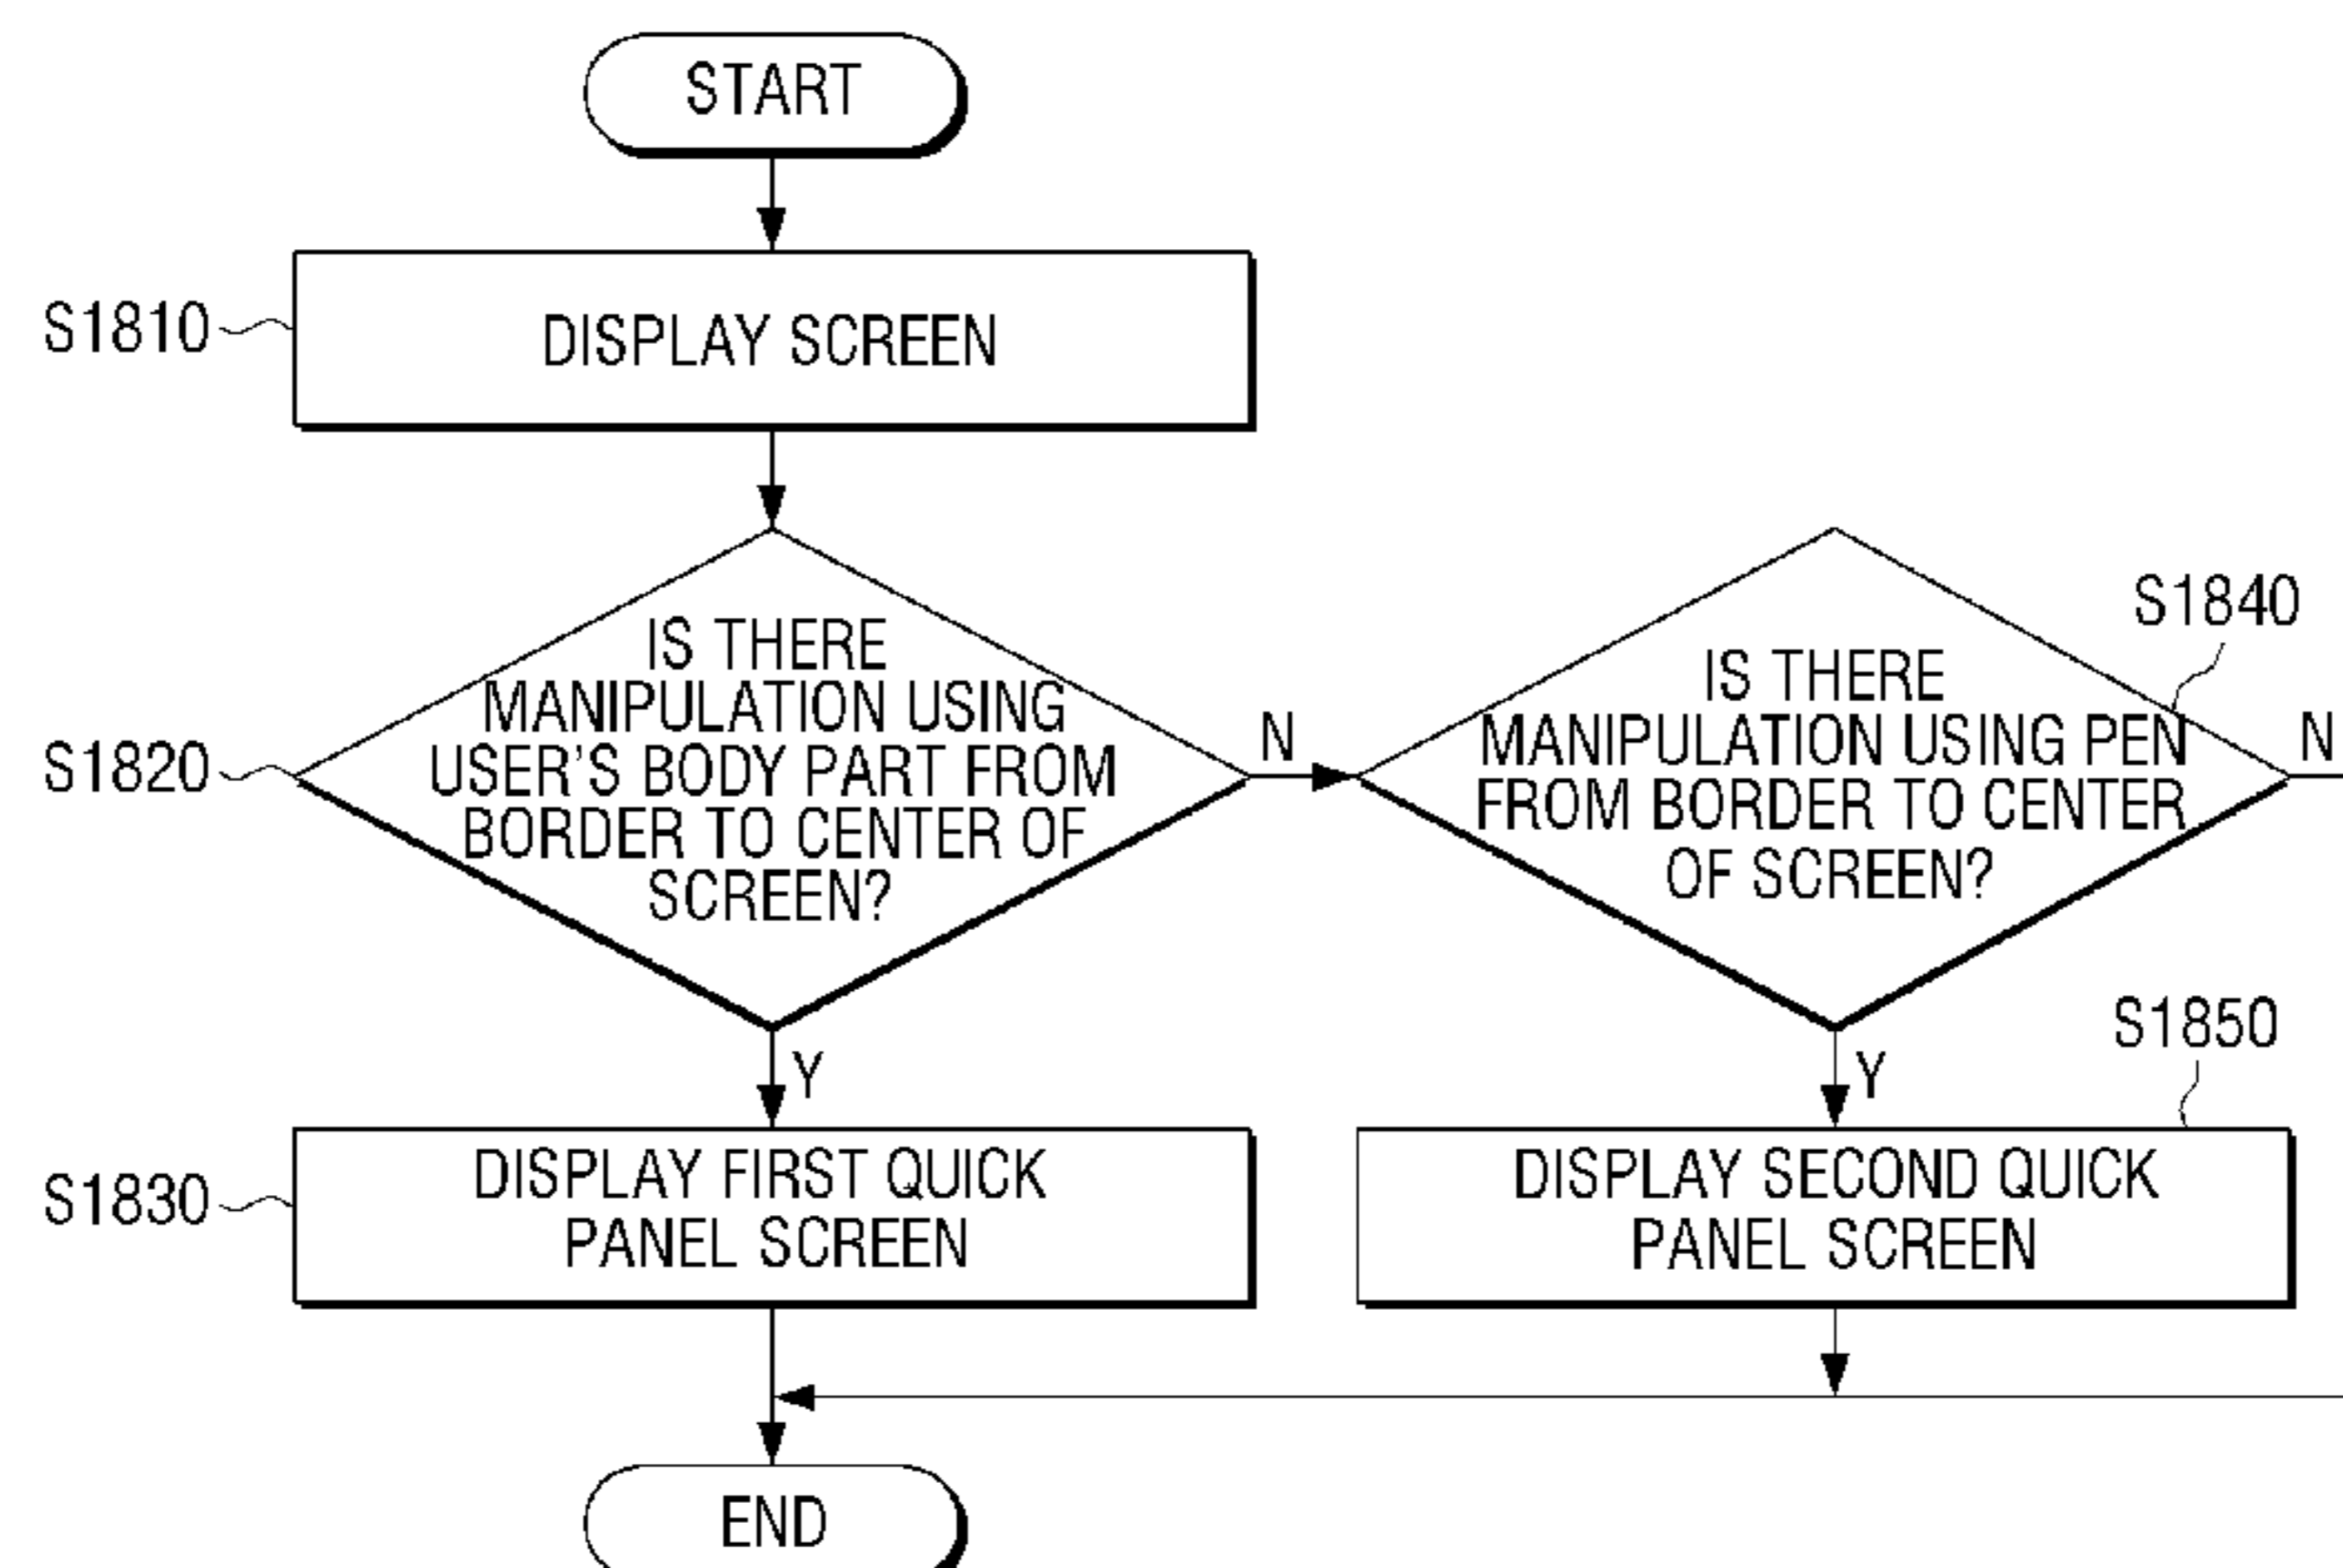 START
S1810
DISPLAY SCREEN
S1820
IS THERE
MANIPULATION USING
USER'S BODY PART FROM
BORDER TO CENTER OF
SCREEN?
N
S1840
IS THERE
MANIPULATION USING PEN
FROM BORDER TO CENTER
OF SCREEN?
N
Y
Y
S1830
DISPLAY FIRST QUICK
PANEL SCREEN
S1850
DISPLAY SECOND QUICK
PANEL SCREEN
END